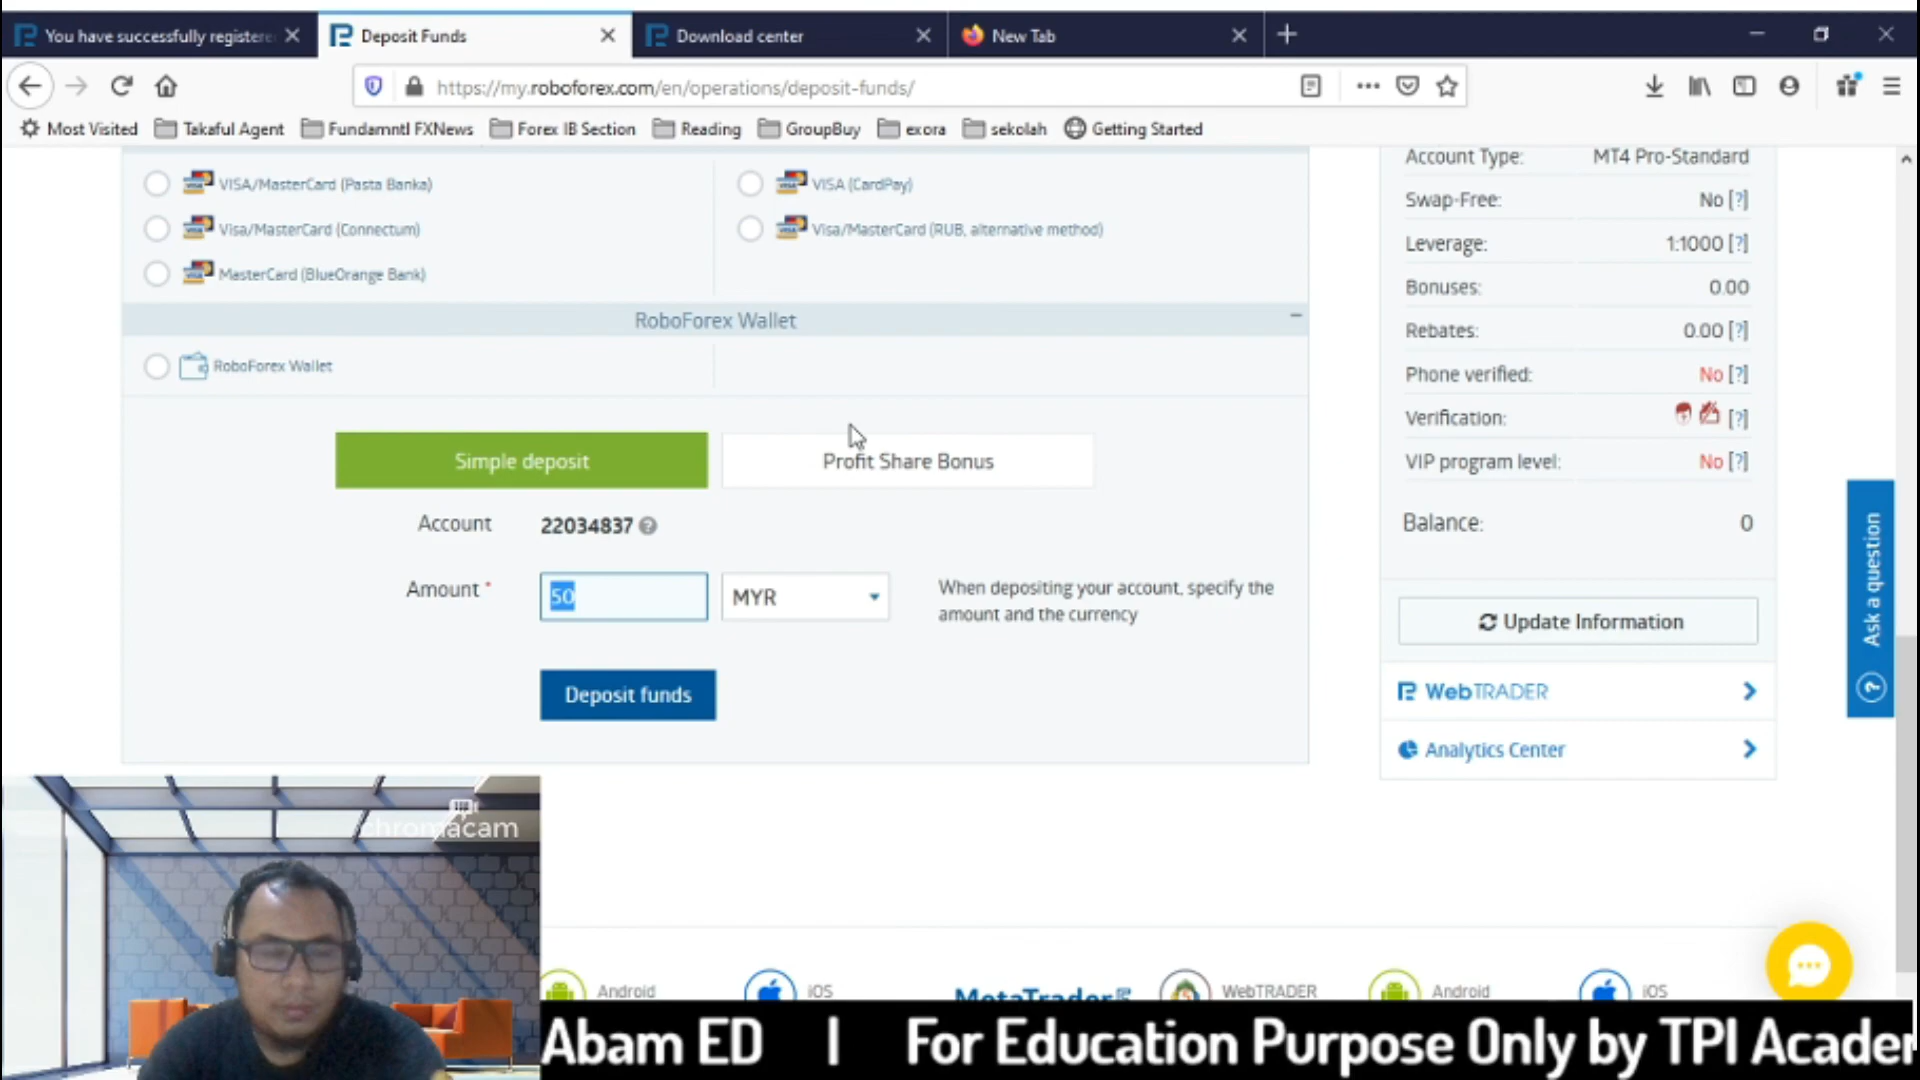 You have successfully registere
Deposit Funds
Download center
New Tab
https://my.roboforex.com/en/operations/deposit-funds/
Most Visited
Takaful Agent
Fundamntl FXNews
Forex IB Section
Reading
GroupBuy
exora
sekolah
Getting Started
VISA/MasterCard (Pasta Banka)
VISA (CardPay)
Visa/MasterCard (Connectum)
Visa/MasterCard (RUB, alternative method)
MasterCard (BlueOrange Bank)
RoboForex Wallet
RoboForex Wallet
Simple deposit
Profit Share Bonus
Account 22034837
Amount * 50 MYR
When depositing your account, specify the
amount and the currency
Deposit funds
Account Type: MT4 Pro-Standard
Swap-Free: No [?]
Leverage: 1:1000 [?]
Bonuses: 0.00
Rebates: 0.00 [?]
Phone verified: No [?]
Verification: [?]
VIP program level: No [?]
Balance: 0
Update Information
WebTRADER
Analytics Center
Ask a question
chromacam
Android
iOS
MetaTrader
WebTRADER
Android
iOS
Abam ED | For Education Purpose Only by TPI Acader